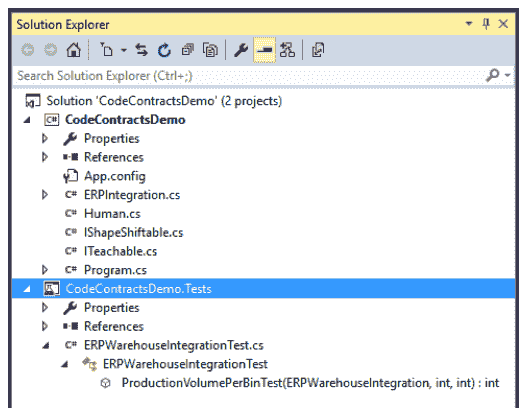 Solution Explorer
Search Solution Explorer (Ctrl+;)
Solution 'CodeContractsDemo' (2 projects)
C# CodeContractsDemo
Properties
References
App.config
C# ERPIntegration.cs
C# Human.cs
C# IShapeShiftable.cs
C# ITeachable.cs
C# Program.cs
CodeContractsDemo.Tests
Properties
References
C# ERPWarehouseIntegrationTest.cs
ERPWarehouseIntegrationTest
ProductionVolumePerBinTest(ERPWarehouseIntegration, int, int) : int